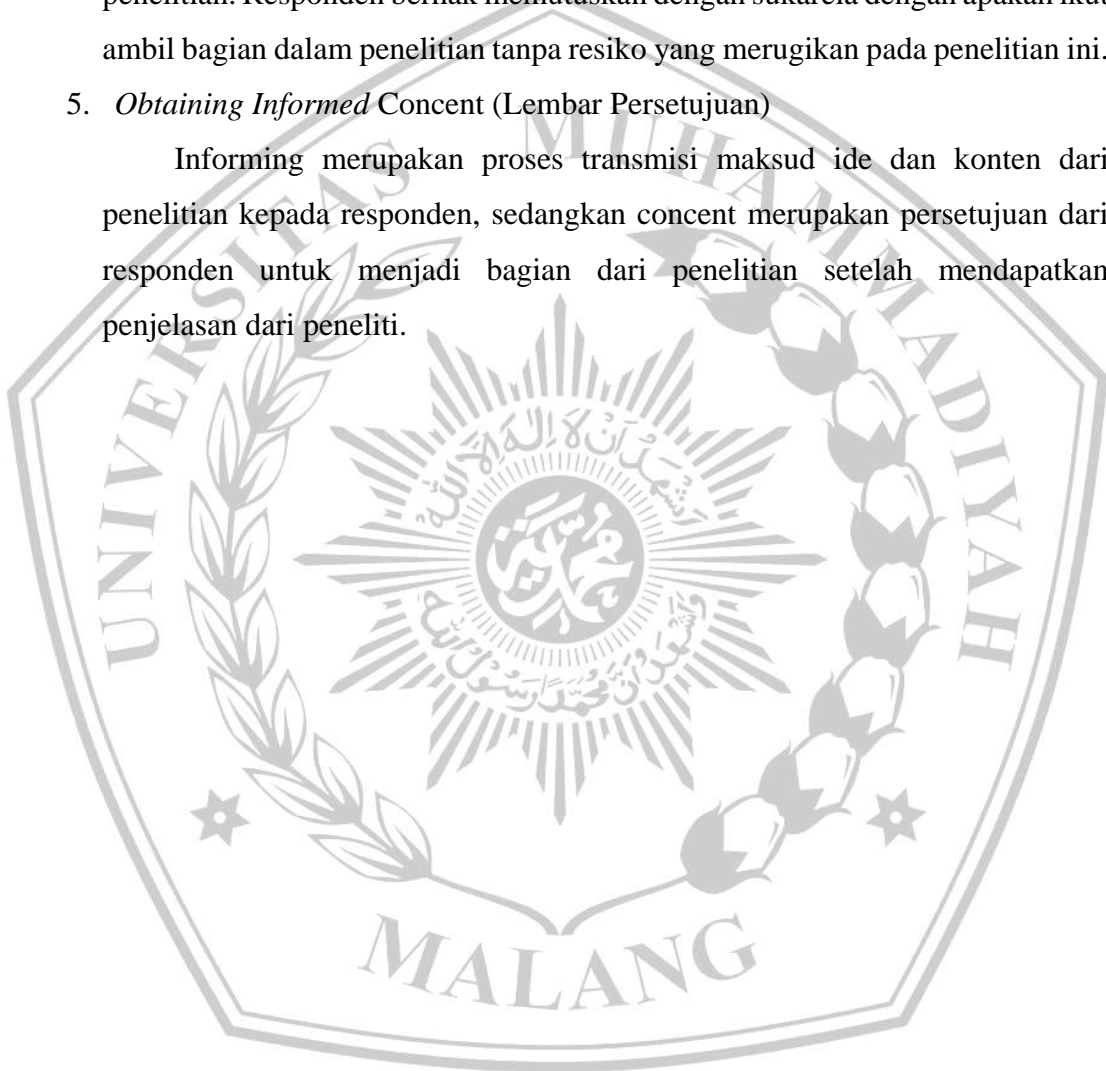 penelitian. Responden berhak memutuskan dengan sukarela dengan apakah ikut
ambil bagian dalam penelitian tanpa resiko yang merugikan pada penelitian ini.
5. Obtaining Informed Concent (Lembar Persetujuan)
Informing merupakan proses transmisi maksud ide dan konten dari
penelitian kepada responden, sedangkan concent merupakan persetujuan dari
responden untuk menjadi bagian dari penelitian setelah mendapatkan
penjelasan dari peneliti.
UNIVERSITAS MUHAMMADIYAH
MALANG